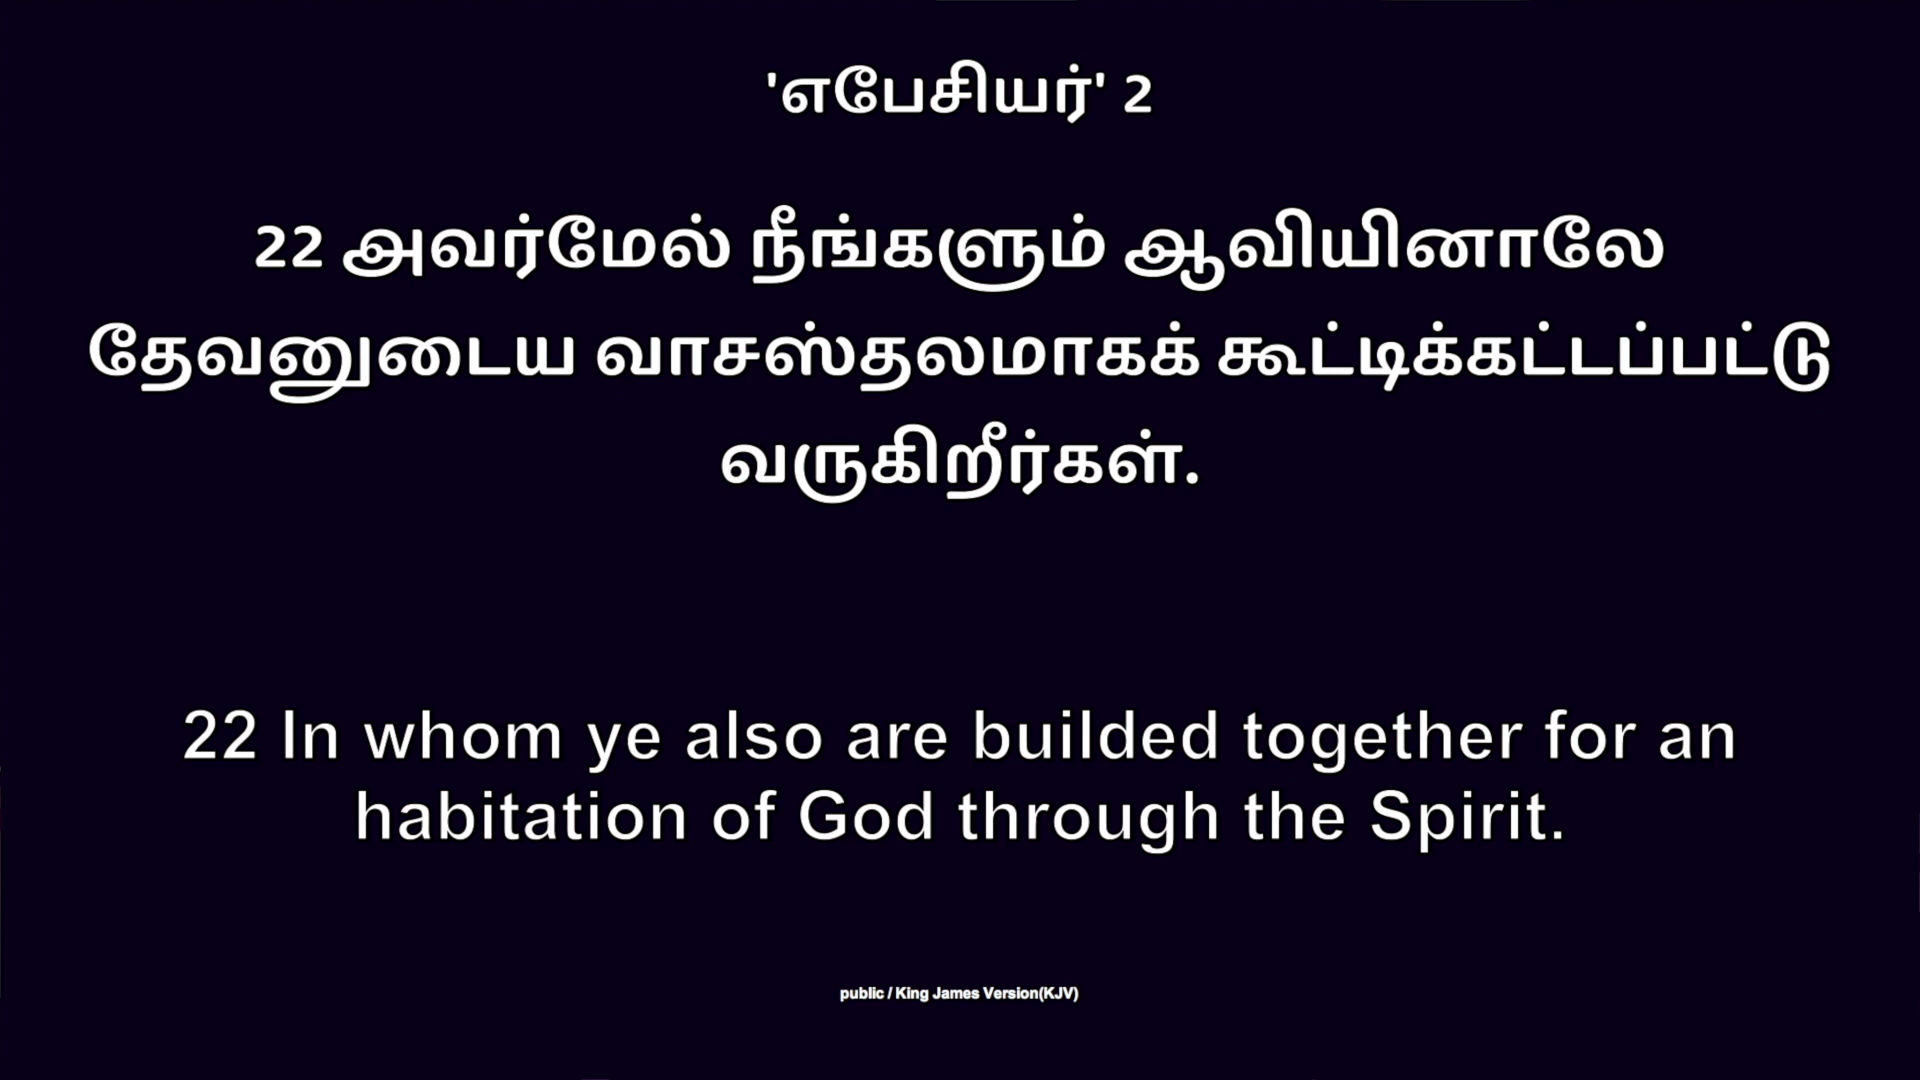 'எபேசியர்' 2
22 அவர்மேல் நீங்களும் ஆவியினாலே
தேவனுடைய வாசஸ்தலமாகக் கூட்டிக்கட்டப்பட்டு
வருகிறீர்கள்.
22 In whom ye also are builded together for an
habitation of God through the Spirit.
public / King James Version(KJV)